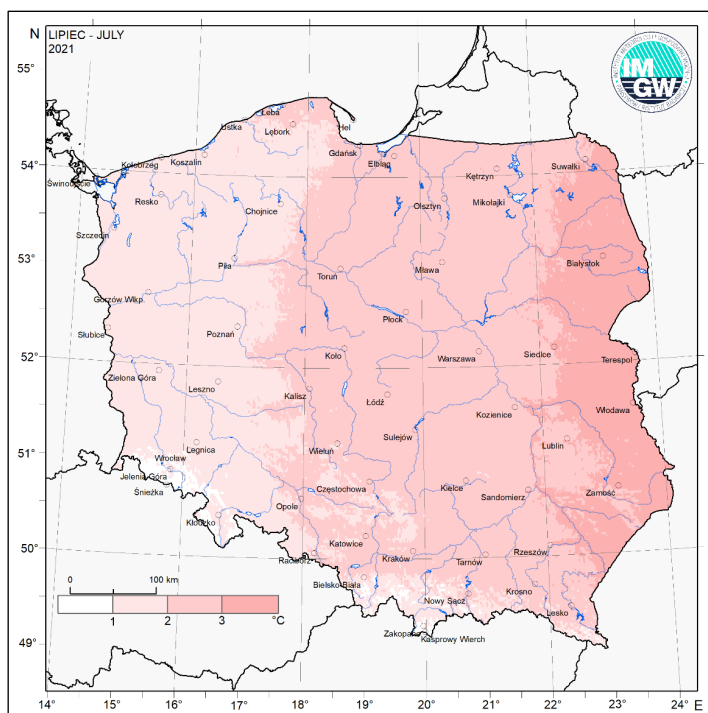 N
LIPIEC - JULY
2021
IMGW
55°
54°
53°
52°
51°
50°
49°
Łeba
Ustka
Lębork
Hel
Gdańsk
Elbląg
Kołobrzeg
Koszalin
Kętrzyn
Suwałki
Świnoujście
Resko
Chojnice
Olsztyn
Mikołajki
Szczecin
Piła
Toruń
Mława
Białystok
Gorzów Wlkp.
Płock
Słubice
Poznań
Koło
Warszawa
Siedlce
Terespol
Zielona Góra
Leszno
Kalisz
Łódź
Kozienice
Włodawa
Legnica
Wieluń
Sulejów
Lublin
Wrocław
Jelenia Góra
Śnieżka
Częstochowa
Kielce
Sandomierz
Zamość
Opole
Kłodzko
Katowice
Kraków
Tarnów
Rzeszów
Racibórz
Bielsko-Biała
Nowy Sącz
Krosno
Lesko
Zakopane
Kasprowy Wierch
0 100 km
1 2 3 °C
14° 15° 16° 17° 18° 19° 20° 21° 22° 23° 24° E